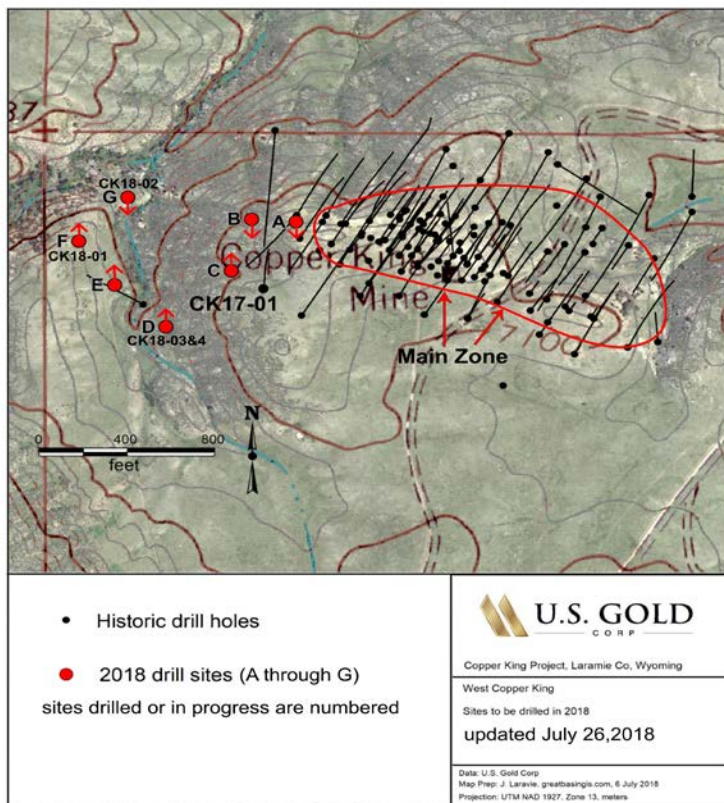 87
CK18-02
G
B
A
F
CK18-01
C
Copper King
E
CK17-01
Mine
D
CK18-03&4
Main Zone
7100
N
0 400 800
feet
Historic drill holes
2018 drill sites (A through G)
sites drilled or in progress are numbered
U.S. GOLD
CORP
Copper King Project, Laramie Co, Wyoming
West Copper King
Sites to be drilled in 2018
updated July 26,2018
Data: U.S. Gold Corp
Map Prep: J. Laravie, greatbasingis.com, 6 July 2018
Projection: UTM NAD 1927, Zone 13, meters